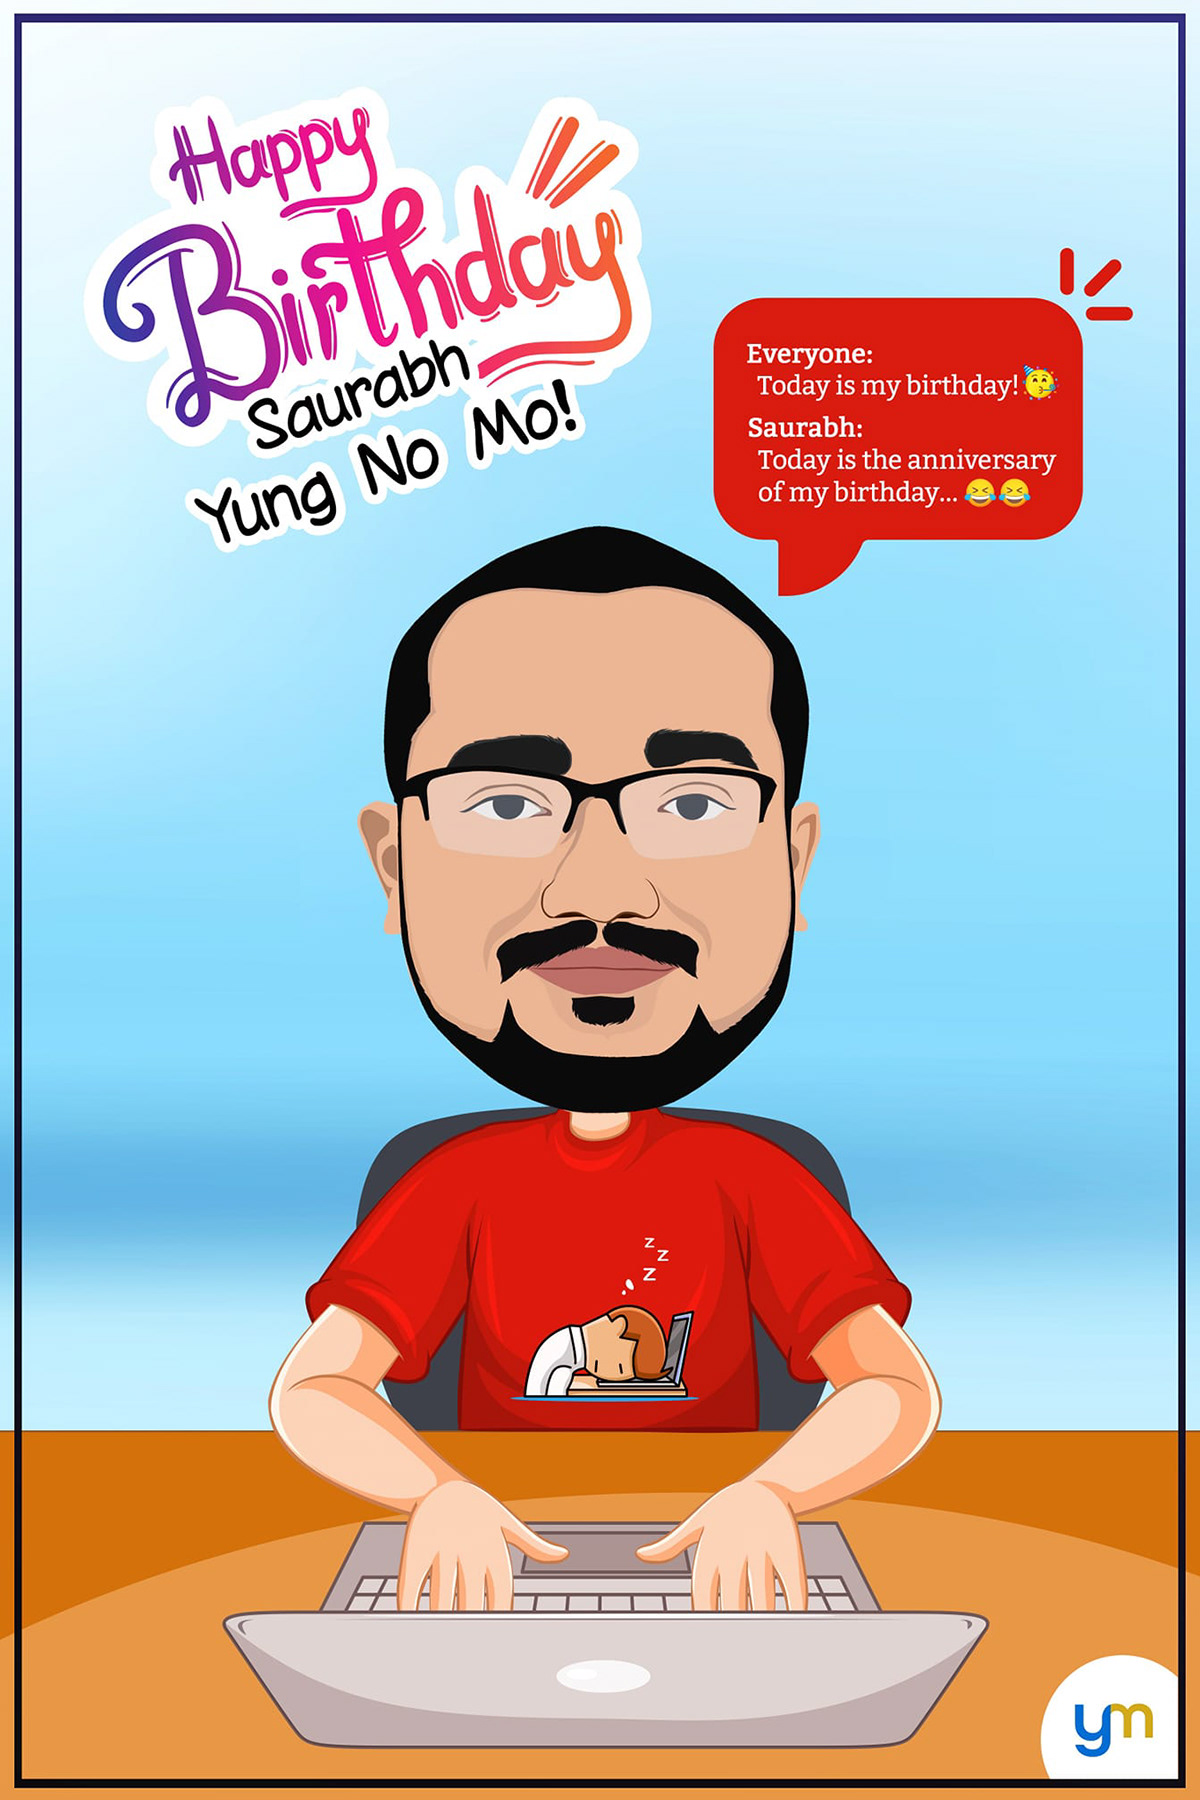 Happy
Birthday
Saurabh
Yung No Mo!
Everyone:
Today is my birthday!🥳
Saurabh:
Today is the anniversary
of my birthday... 😂😂
z
z
z
ym